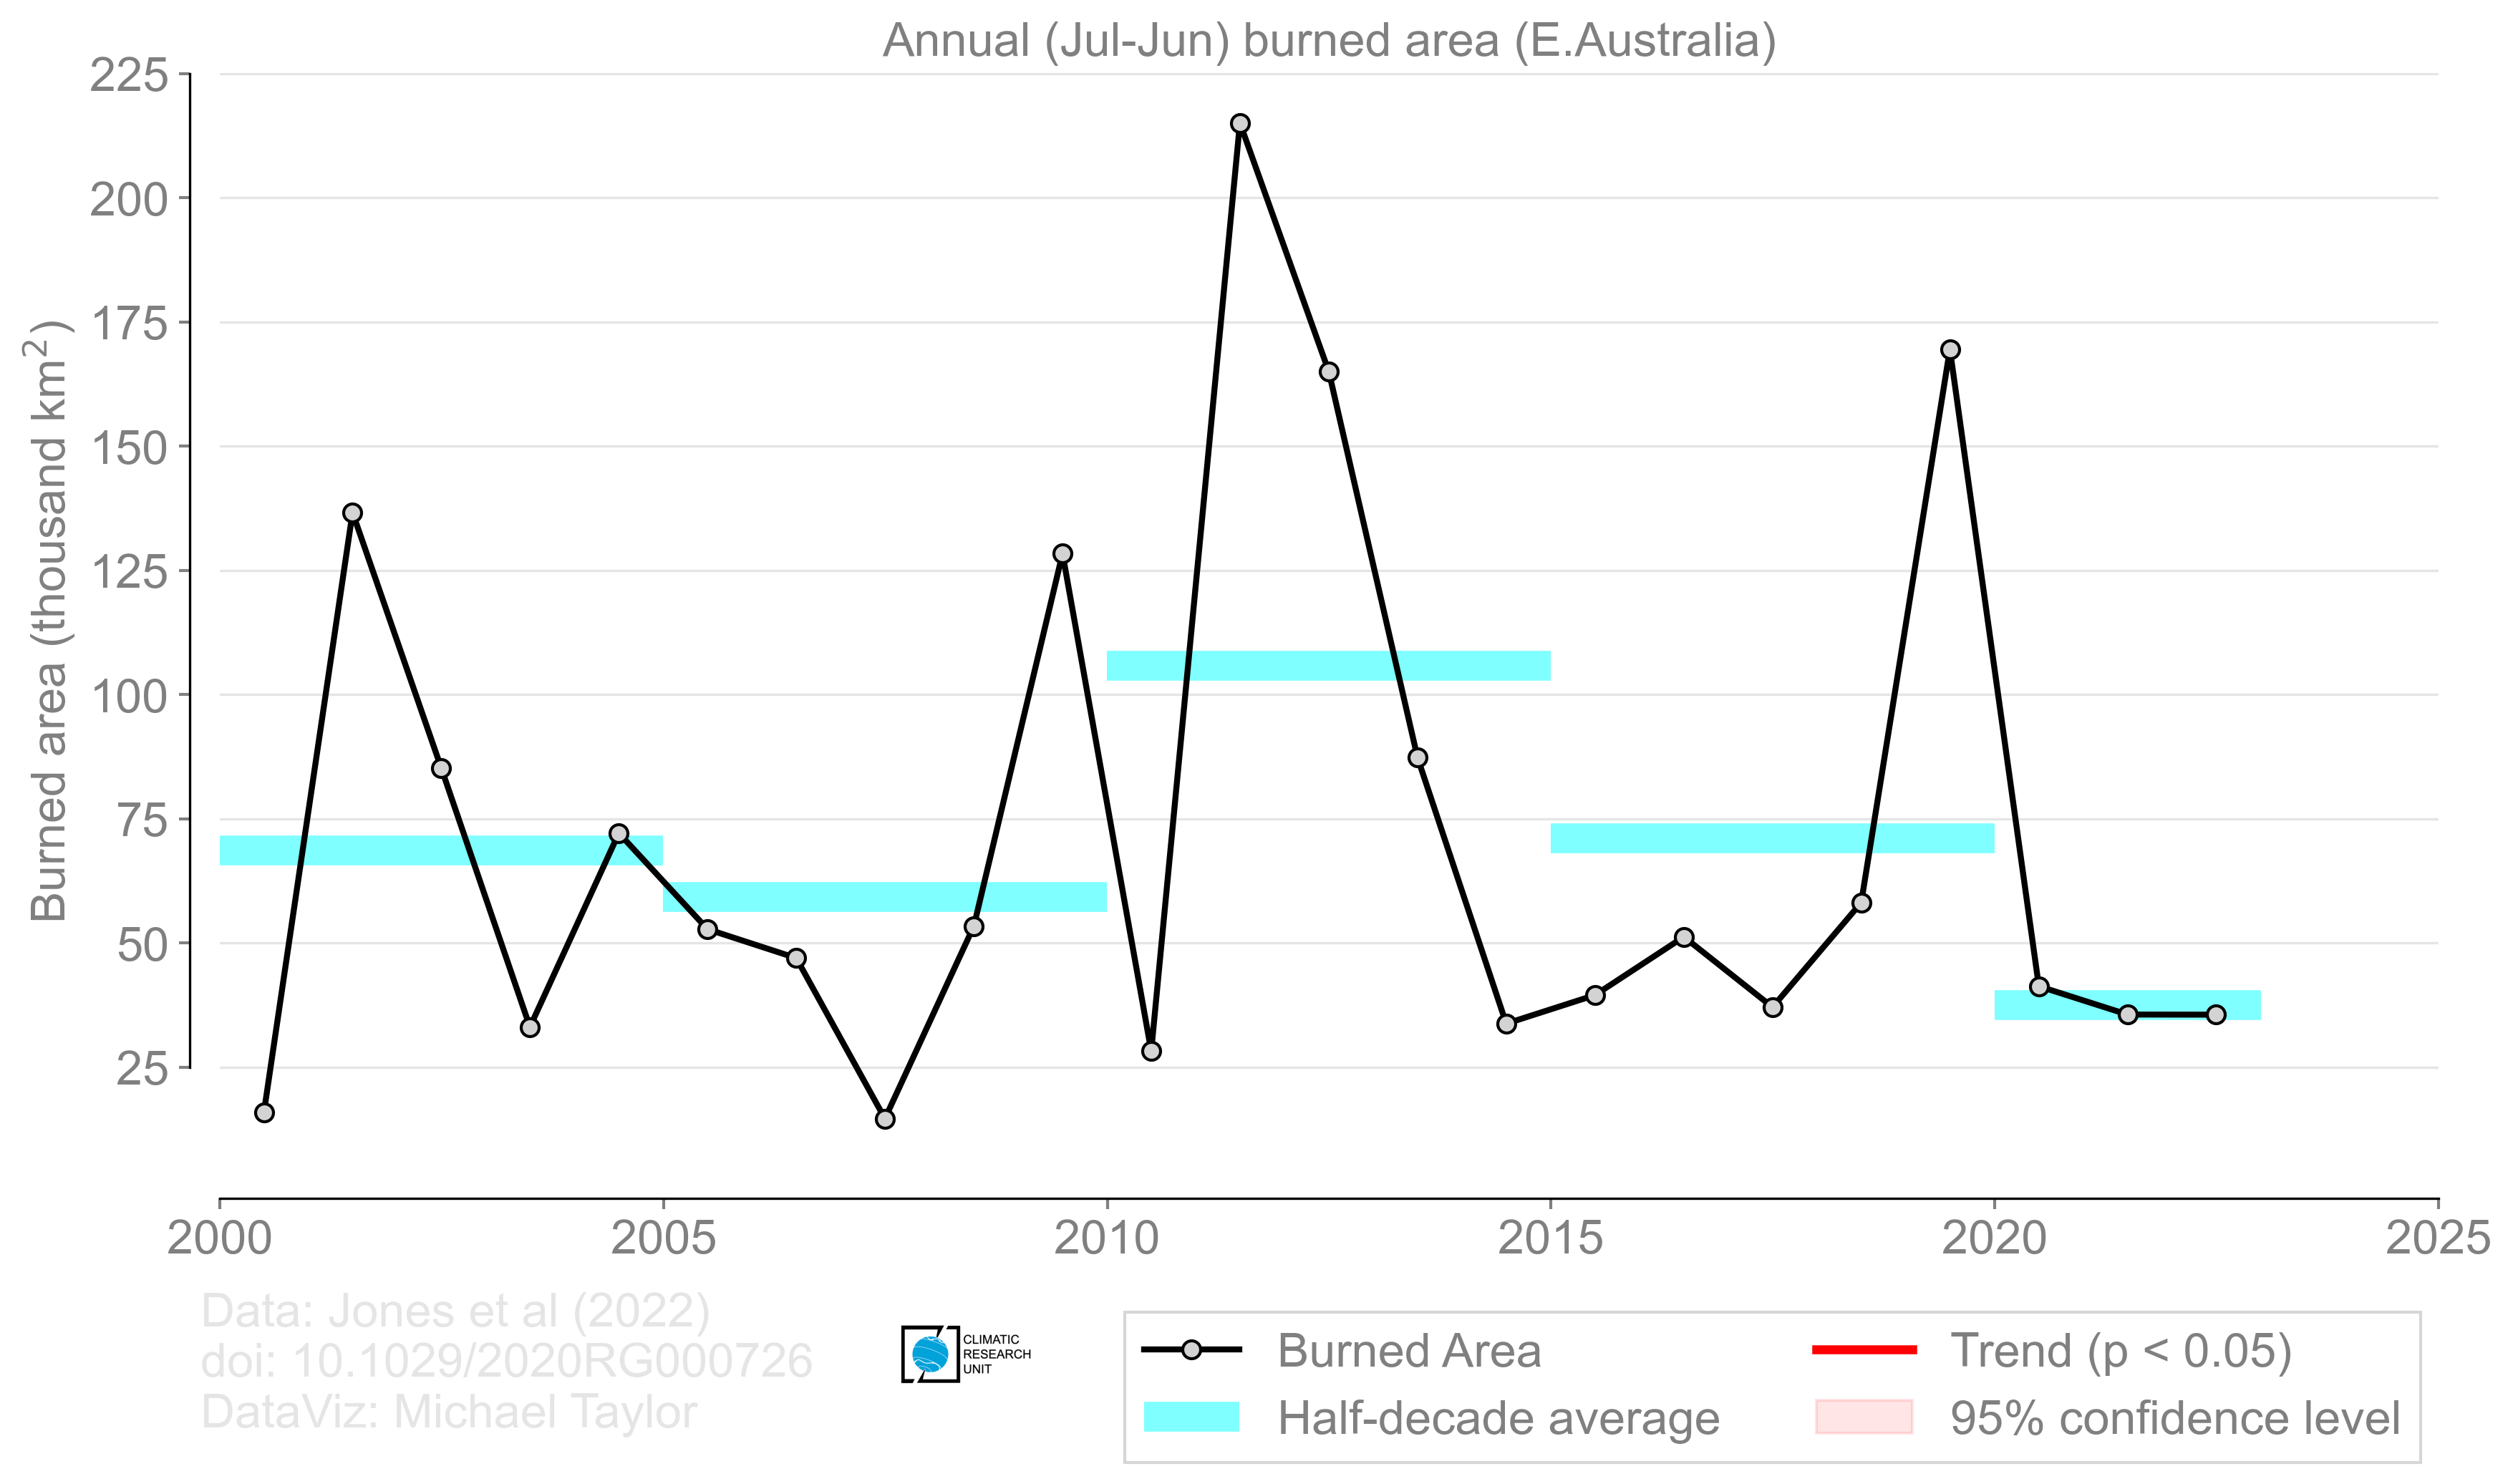 Annual (Jul-Jun) burned area (E.Australia)
Burned area (thousand km²)
225
200
175
150
125
100
75
50
25
2000 2005 2010 2015 2020 2025
Data: Jones et al (2022)
doi: 10.1029/2020RG000726
DataViz: Michael Taylor
CLIMATIC
RESEARCH
UNIT
Burned Area
Half-decade average
Trend (p < 0.05)
95% confidence level